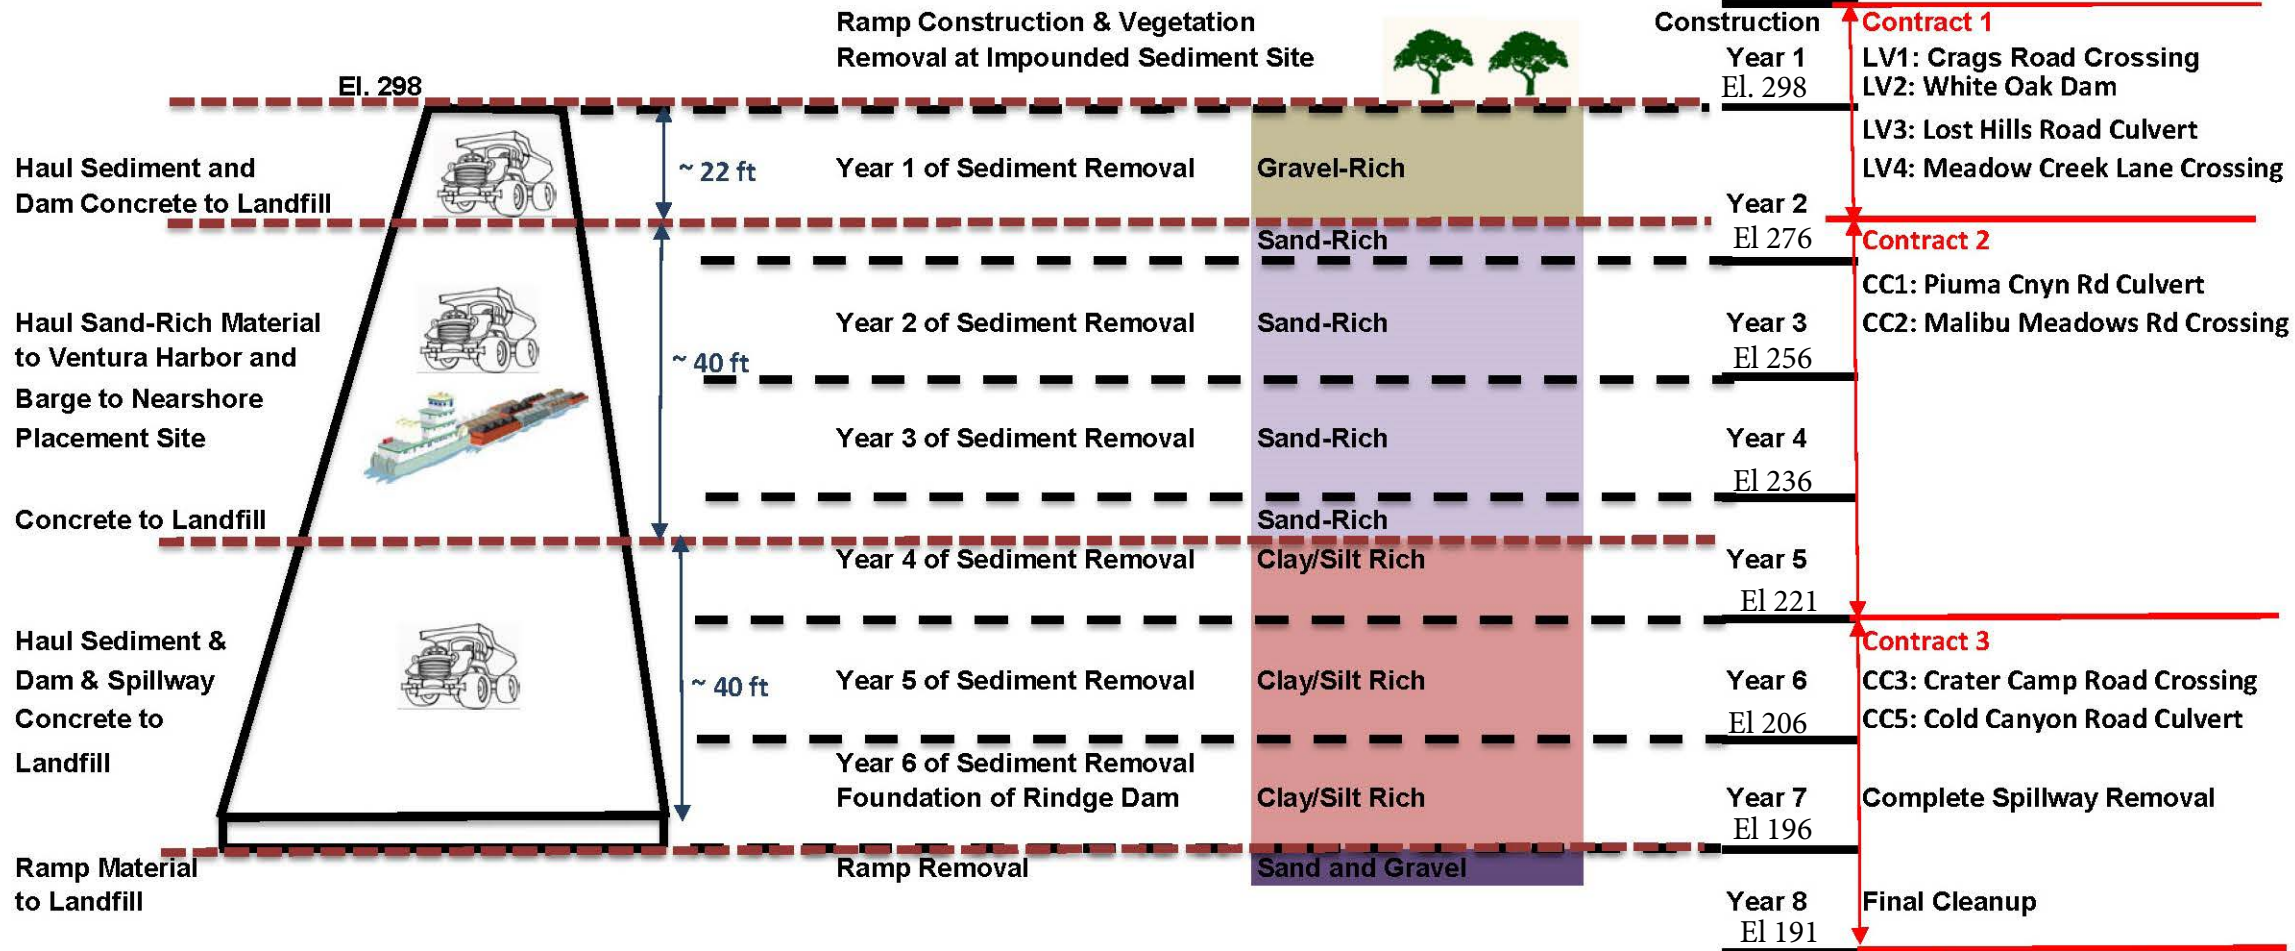 Ramp Construction & Vegetation
Removal at Impounded Sediment Site
Construction
Year 1
El. 298
Contract 1
LV1: Crags Road Crossing
LV2: White Oak Dam
LV3: Lost Hills Road Culvert
LV4: Meadow Creek Lane Crossing
El. 298
Haul Sediment and
Dam Concrete to Landfill
~ 22 ft
Year 1 of Sediment Removal
Gravel-Rich
Year 2
El 276
Sand-Rich
Contract 2
CC1: Piuma Cnyn Rd Culvert
CC2: Malibu Meadows Rd Crossing
Haul Sand-Rich Material
to Ventura Harbor and
Barge to Nearshore
Placement Site
~ 40 ft
Year 2 of Sediment Removal
Sand-Rich
Year 3
El 256
Year 3 of Sediment Removal
Sand-Rich
Year 4
El 236
Concrete to Landfill
Sand-Rich
Year 4 of Sediment Removal
Clay/Silt Rich
Year 5
El 221
Contract 3
CC3: Crater Camp Road Crossing
CC5: Cold Canyon Road Culvert
Haul Sediment &
Dam & Spillway
Concrete to
Landfill
~ 40 ft
Year 5 of Sediment Removal
Clay/Silt Rich
Year 6
El 206
Year 6 of Sediment Removal
Foundation of Rindge Dam
Clay/Silt Rich
Year 7
El 196
Complete Spillway Removal
Ramp Material
to Landfill
Ramp Removal
Sand and Gravel
Year 8
El 191
Final Cleanup